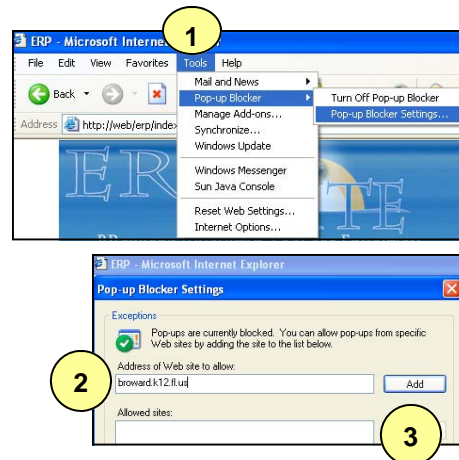 ERP - Microsoft Interne
1
File Edit View Favorites Tools Help
Back
Mail and News
Pop-up Blocker
Turn Off Pop-up Blocker
Manage Add-ons...
Pop-up Blocker Settings...
Address http://web/erp/index
Synchronize...
Windows Update
Windows Messenger
Sun Java Console
Reset Web Settings...
Internet Options...
ER
TE
ERP - Microsoft Internet Explorer
Pop-up Blocker Settings
Exceptions
Pop-ups are currently blocked. You can allow pop-ups from specific
Web sites by adding the site to the list below.
Address of Web site to allow:
2
broward.k12.fl.us
Add
Allowed sites:
3